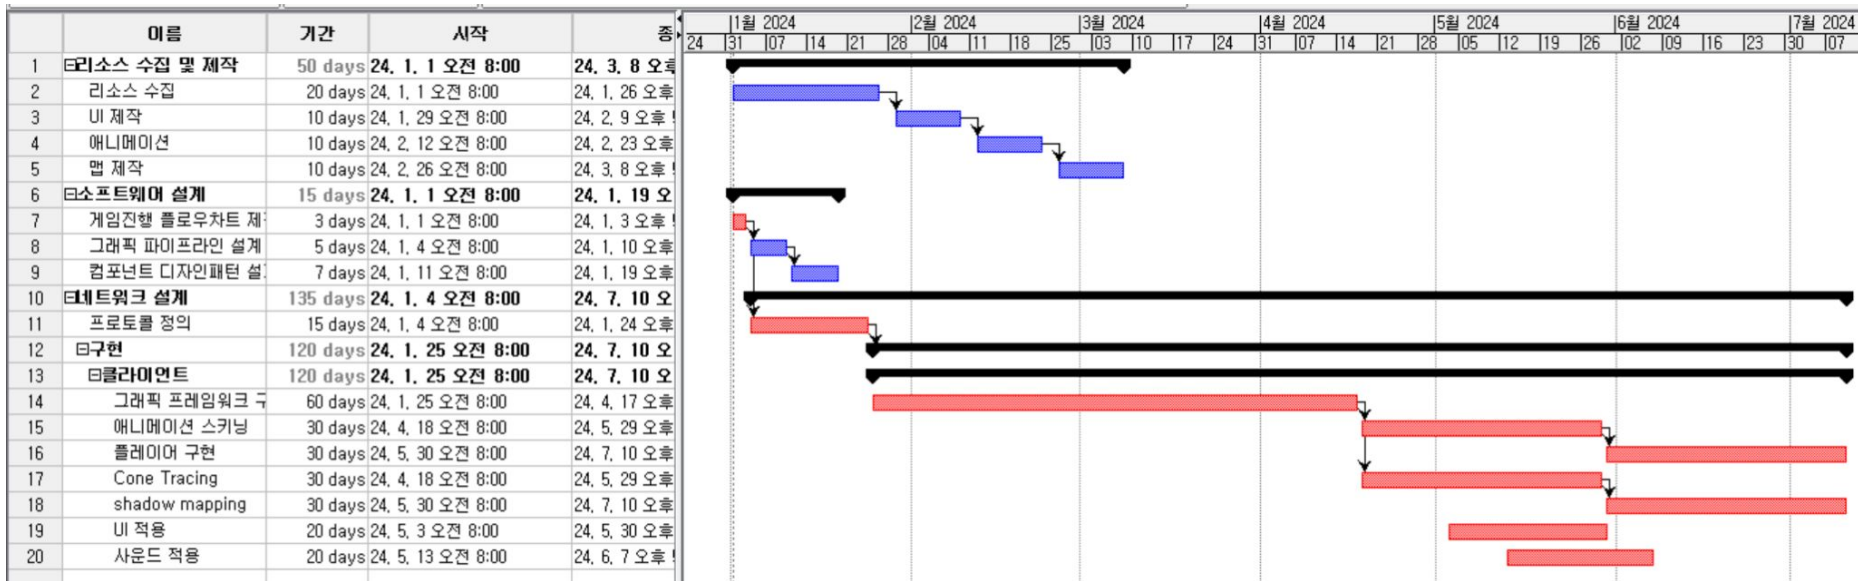 이름 기간 시작 종
1월 2024 2월 2024 3월 2024 4월 2024 5월 2024 6월 2024 7월 2024
24 31 07 14 21 28 04 11 18 25 03 10 17 24 31 07 14 21 28 05 12 19 26 02 09 16 23 30 07
1 리소스 수집 및 제작 50 days 24. 1. 1 오전 8:00 24. 3. 8 오후
2 리소스 수집 20 days 24. 1. 1 오전 8:00 24. 1. 26 오후
3 UI 제작 10 days 24. 1. 29 오전 8:00 24. 2. 9 오후
4 애니메이션 10 days 24. 2. 12 오전 8:00 24. 2. 23 오후
5 맵 제작 10 days 24. 2. 26 오전 8:00 24. 3. 8 오후
6 소프트웨어 설계 15 days 24. 1. 1 오전 8:00 24. 1. 19 오
7 게임진행 플로우차트 제 3 days 24. 1. 1 오전 8:00 24. 1. 3 오후
8 그래픽 파이프라인 설계 5 days 24. 1. 4 오전 8:00 24. 1. 10 오후
9 컴포넌트 디자인패턴 설 7 days 24. 1. 11 오전 8:00 24. 1. 19 오후
10 네트워크 설계 135 days 24. 1. 4 오전 8:00 24. 7. 10 오
11 프로토콜 정의 15 days 24. 1. 4 오전 8:00 24. 1. 24 오후
12 구현 120 days 24. 1. 25 오전 8:00 24. 7. 10 오
13 클라이언트 120 days 24. 1. 25 오전 8:00 24. 7. 10 오
14 그래픽 프레임워크 구 60 days 24. 1. 25 오전 8:00 24. 4. 17 오후
15 애니메이션 스키닝 30 days 24. 4. 18 오전 8:00 24. 5. 29 오후
16 플레이어 구현 30 days 24. 5. 30 오전 8:00 24. 7. 10 오후
17 Cone Tracing 30 days 24. 4. 18 오전 8:00 24. 5. 29 오후
18 shadow mapping 30 days 24. 5. 30 오전 8:00 24. 7. 10 오후
19 UI 적용 20 days 24. 5. 3 오전 8:00 24. 5. 30 오후
20 사운드 적용 20 days 24. 5. 13 오전 8:00 24. 6. 7 오후